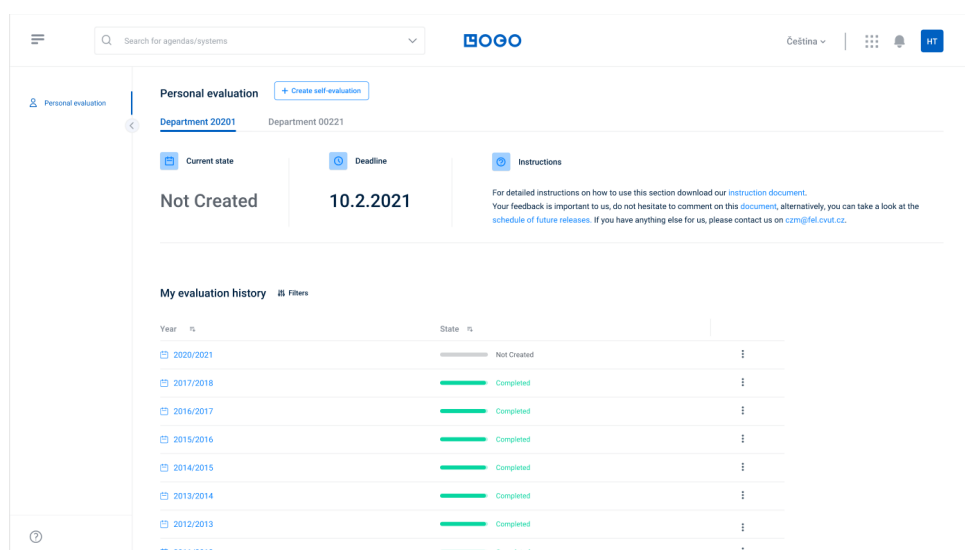 Search for agendas/systems
LOGO
Čeština
HT
Personal evaluation
Personal evaluation
+ Create self-evaluation
Department 20201
Department 00221
Current state
Deadline
Instructions
Not Created
10.2.2021
For detailed instructions on how to use this section download our instruction document.
Your feedback is important to us, do not hesitate to comment on this document, alternatively, you can take a look at the
schedule of future releases. If you have anything else for us, please contact us on czm@fel.cvut.cz.
My evaluation history
Filters
Year
State
2020/2021
Not Created
2017/2018
Completed
2016/2017
Completed
2015/2016
Completed
2014/2015
Completed
2013/2014
Completed
2012/2013
Completed